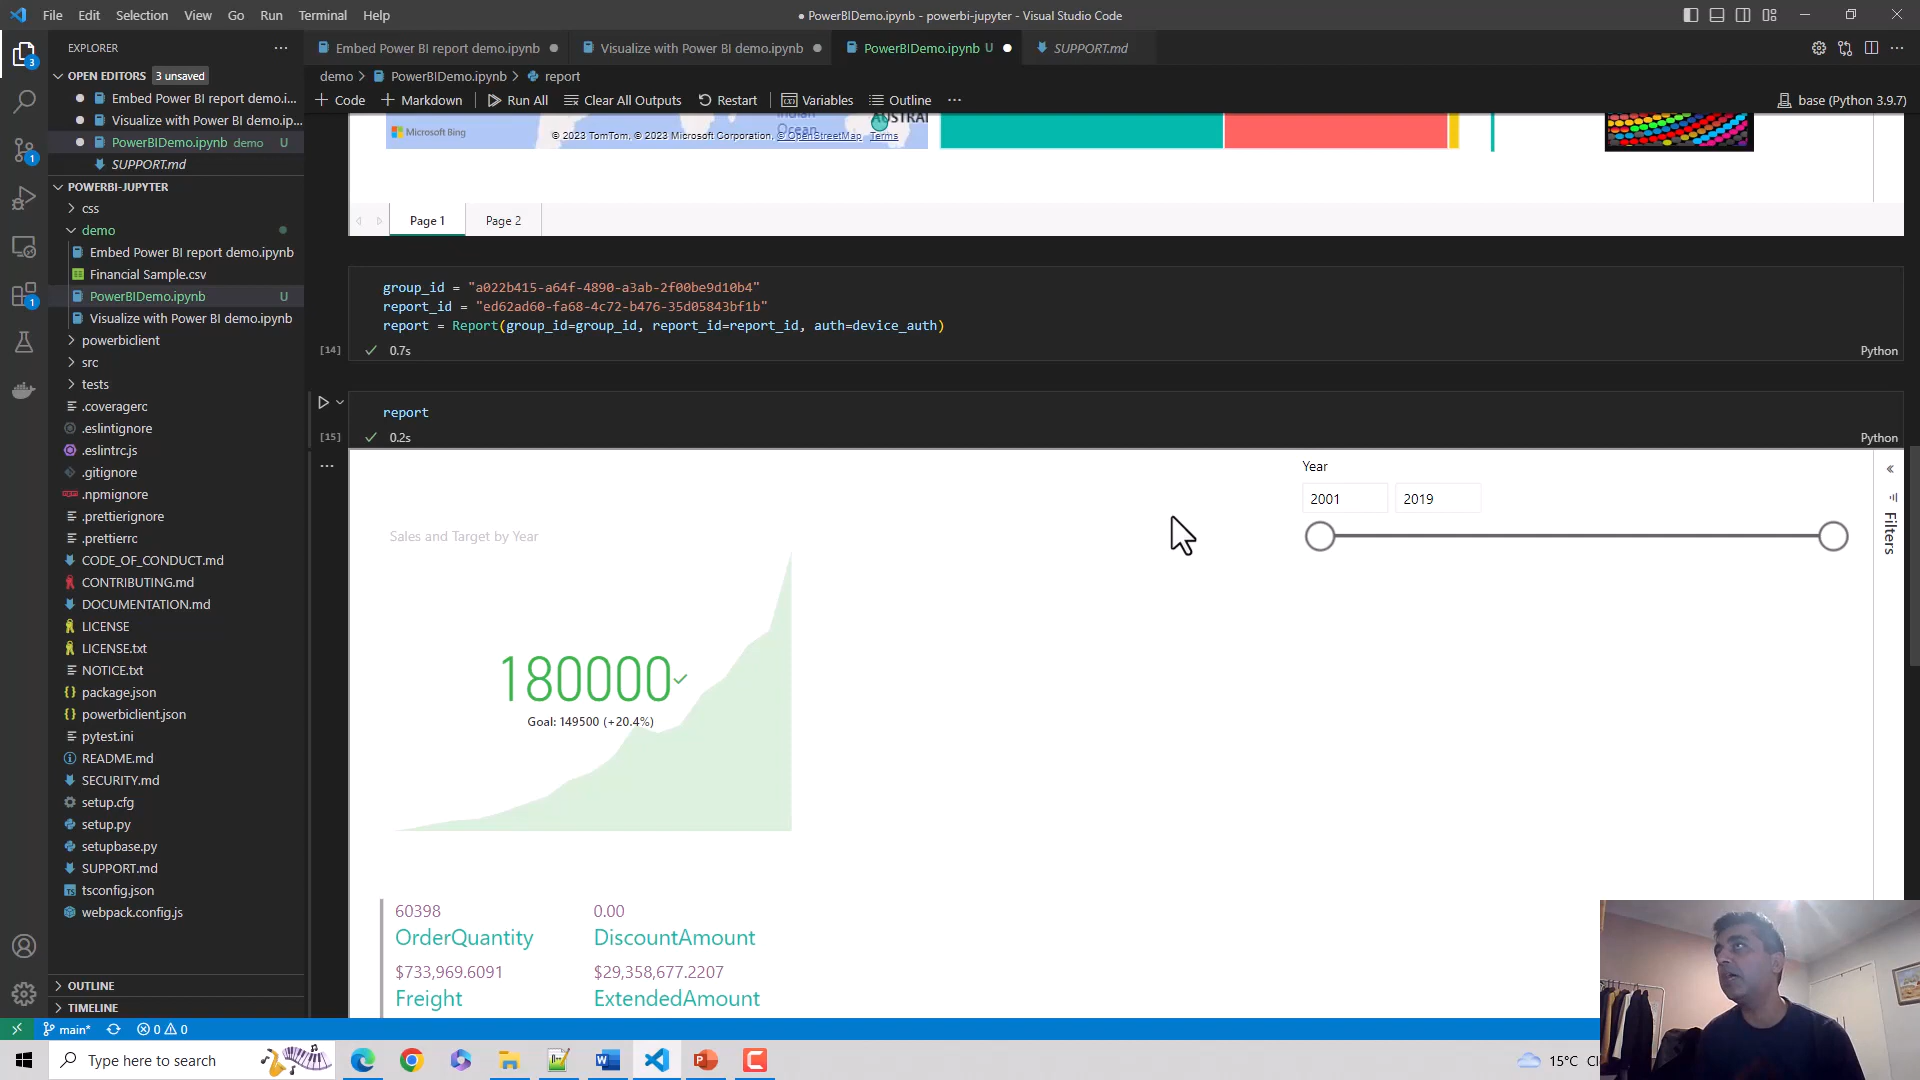 File Edit Selection View Go Run Terminal Help
● PowerBIDemo.ipynb - powerbi-jupyter - Visual Studio Code
EXPLORER
Embed Power BI report demo.ipynb
Visualize with Power BI demo.ipynb
PowerBIDemo.ipynb U
SUPPORT.md
3
OPEN EDITORS 3 unsaved
Embed Power BI report demo.i...
Visualize with Power BI demo.ip...
PowerBIDemo.ipynb demo U
SUPPORT.md
1
1
POWERBI-JUPYTER
css
demo
Embed Power BI report demo.ipynb
Financial Sample.csv
PowerBIDemo.ipynb U
Visualize with Power BI demo.ipynb
powerbiclient
src
tests
.coveragerc
.eslintignore
.eslintrc.js
.gitignore
.npmignore
.prettierignore
.prettierrc
CODE_OF_CONDUCT.md
CONTRIBUTING.md
DOCUMENTATION.md
LICENSE
LICENSE.txt
NOTICE.txt
package.json
powerbiclient.json
pytest.ini
README.md
SECURITY.md
setup.cfg
setup.py
setupbase.py
SUPPORT.md
tsconfig.json
webpack.config.js
OUTLINE
TIMELINE
demo > PowerBIDemo.ipynb > report
+ Code + Markdown Run All Clear All Outputs Restart Variables Outline ...
base (Python 3.9.7)
Microsoft Bing
Ocean
AUSTRAL
© 2023 TomTom, © 2023 Microsoft Corporation, © OpenStreetMap Terms
Page 1 Page 2
group_id = "a022b415-a64f-4890-a3ab-2f00be9d10b4"
report_id = "ed62ad60-fa68-4c72-b476-35d05843bf1b"
report = Report(group_id=group_id, report_id=report_id, auth=device_auth)
[14] 0.7s Python
report
[15] 0.2s Python
Year
2001 2019
Filters
Sales and Target by Year
180000
Goal: 149500 (+20.4%)
60398 0.00
OrderQuantity DiscountAmount
$733,969.6091 $29,358,677.2207
Freight ExtendedAmount
main* 0 0
Type here to search
15°C